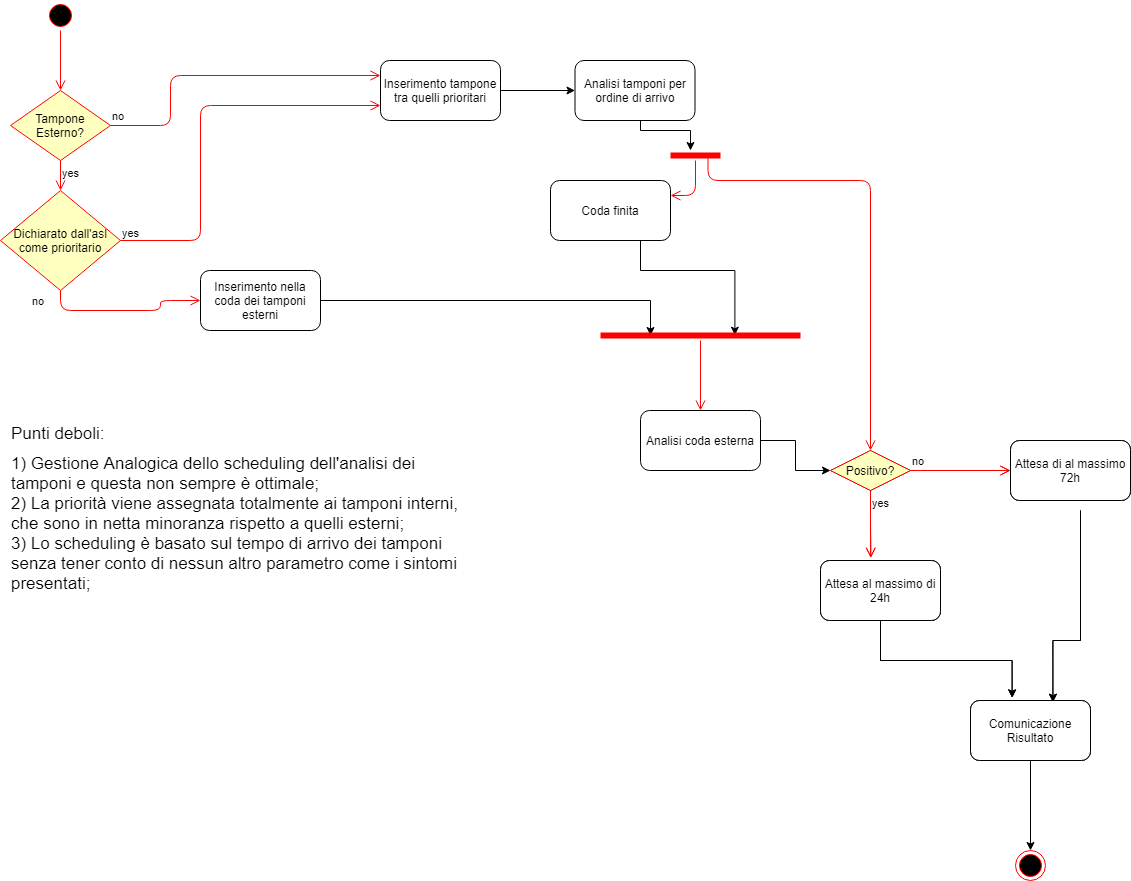 Tampone
Esterno?
no
yes
Inserimento tampone
tra quelli prioritari
Analisi tamponi per
ordine di arrivo
Coda finita
Dichiarato dall'asl
come prioritario
yes
no
Inserimento nella
coda dei tamponi
esterni
Analisi coda esterna
Positivo?
no
yes
Attesa di al massimo
72h
Attesa al massimo di
24h
Comunicazione
Risultato
Punti deboli:
1) Gestione Analogica dello scheduling dell'analisi dei
tamponi e questa non sempre è ottimale;
2) La priorità viene assegnata totalmente ai tamponi interni,
che sono in netta minoranza rispetto a quelli esterni;
3) Lo scheduling è basato sul tempo di arrivo dei tamponi
senza tener conto di nessun altro parametro come i sintomi
presentati;